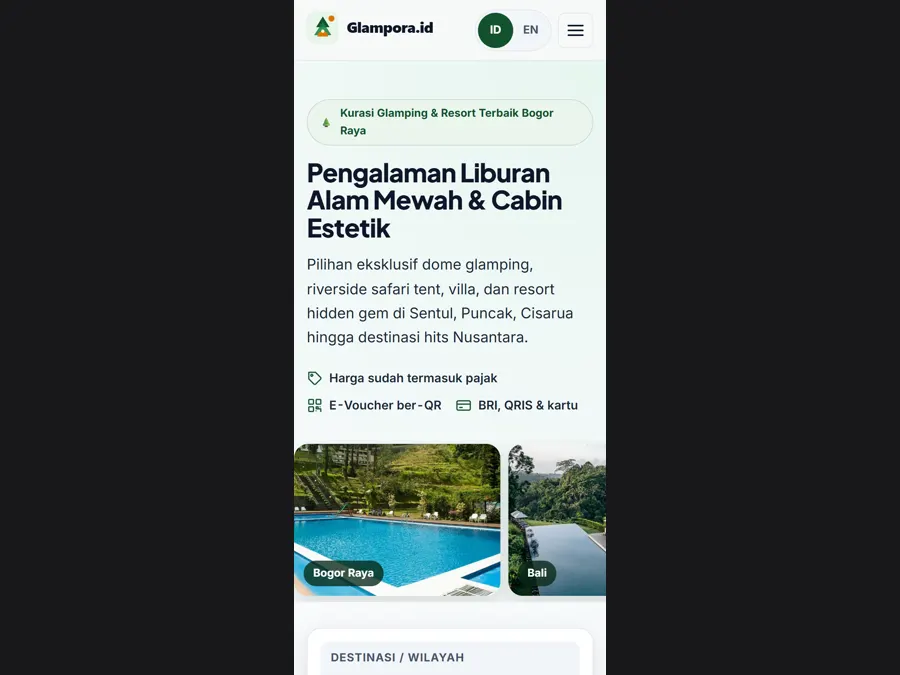 Glampora.id
ID EN
Kurasi Glamping & Resort Terbaik Bogor
Raya
Pengalaman Liburan
Alam Mewah & Cabin
Estetik
Pilihan eksklusif dome glamping,
riverside safari tent, villa, dan resort
hidden gem di Sentul, Puncak, Cisarua
hingga destinasi hits Nusantara.
Harga sudah termasuk pajak
E-Voucher ber-QR BRI, QRIS & kartu
Bogor Raya Bali
DESTINASI / WILAYAH